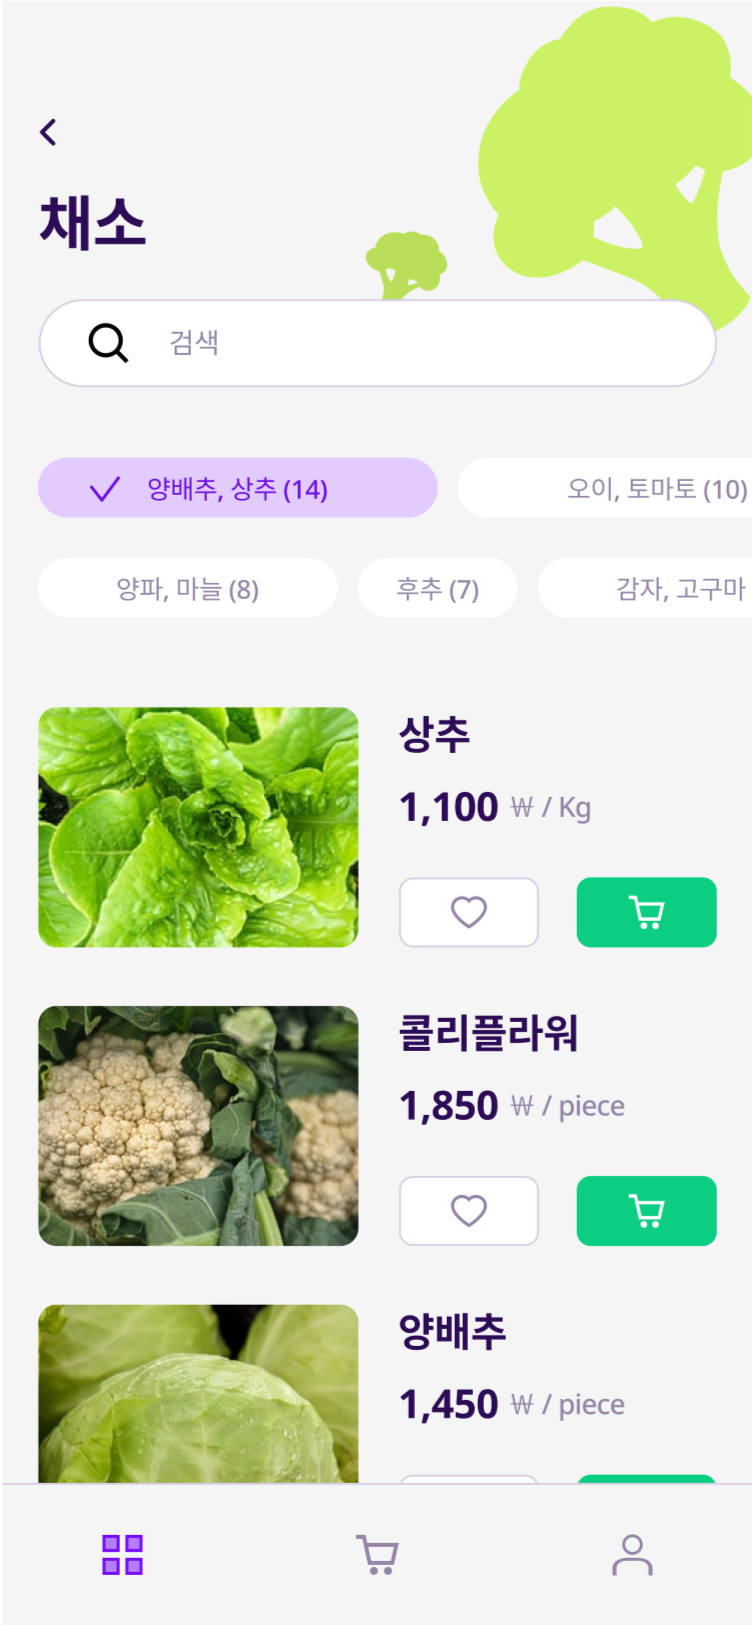 채소
검색
양배추, 상추 (14)
오이, 토마토 (10)
양파, 마늘 (8)
후추 (7)
감자, 고구마
상추
1,100 ₩ / Kg
콜리플라워
1,850 ₩ / piece
양배추
1,450 ₩ / piece